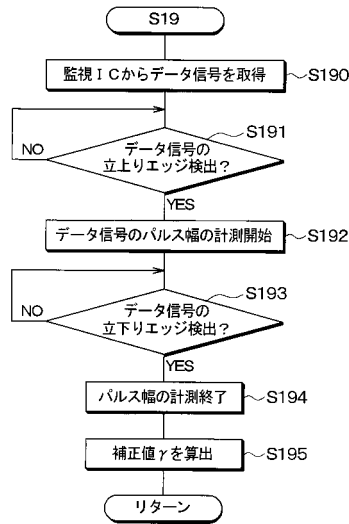 S19
監視ICからデータ信号を取得
S190
データ信号の
立上りエッジ検出?
S191
NO
YES
データ信号のパルス幅の計測開始
S192
データ信号の
立下りエッジ検出?
S193
NO
YES
パルス幅の計測終了
S194
補正値γを算出
S195
リターン